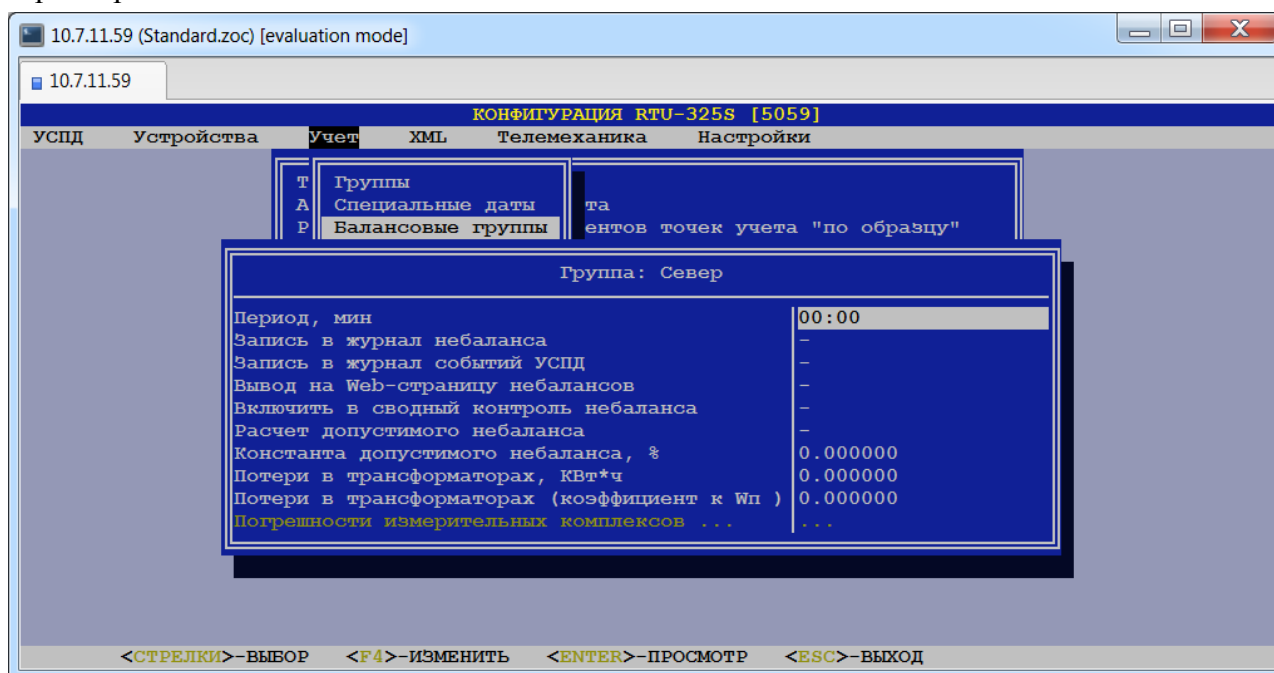 10.7.11.59 (Standard.zoc) [evaluation mode]
10.7.11.59
КОНФИГУРАЦИЯ RTU-325S [5059]
УСПД Устройства Учет XML Телемеханика Настройки
Т Группы
А Специальные даты та
Р Балансовые группы ентов точек учета "по образцу"
Группа: Север
Период, мин 00:00
Запись в журнал небаланса -
Запись в журнал событий УСПД -
Вывод на Web-страницу небалансов -
Включить в сводный контроль небаланса -
Расчет допустимого небаланса -
Константа допустимого небаланса, % 0.000000
Потери в трансформаторах, КВт*ч 0.000000
Потери в трансформаторах (коэффициент к Wп ) 0.000000
Погрешности измерительных комплексов ... ...
<СТРЕЛКИ>-ВЫБОР <F4>-ИЗМЕНИТЬ <ENTER>-ПРОСМОТР <ESC>-ВЫХОД